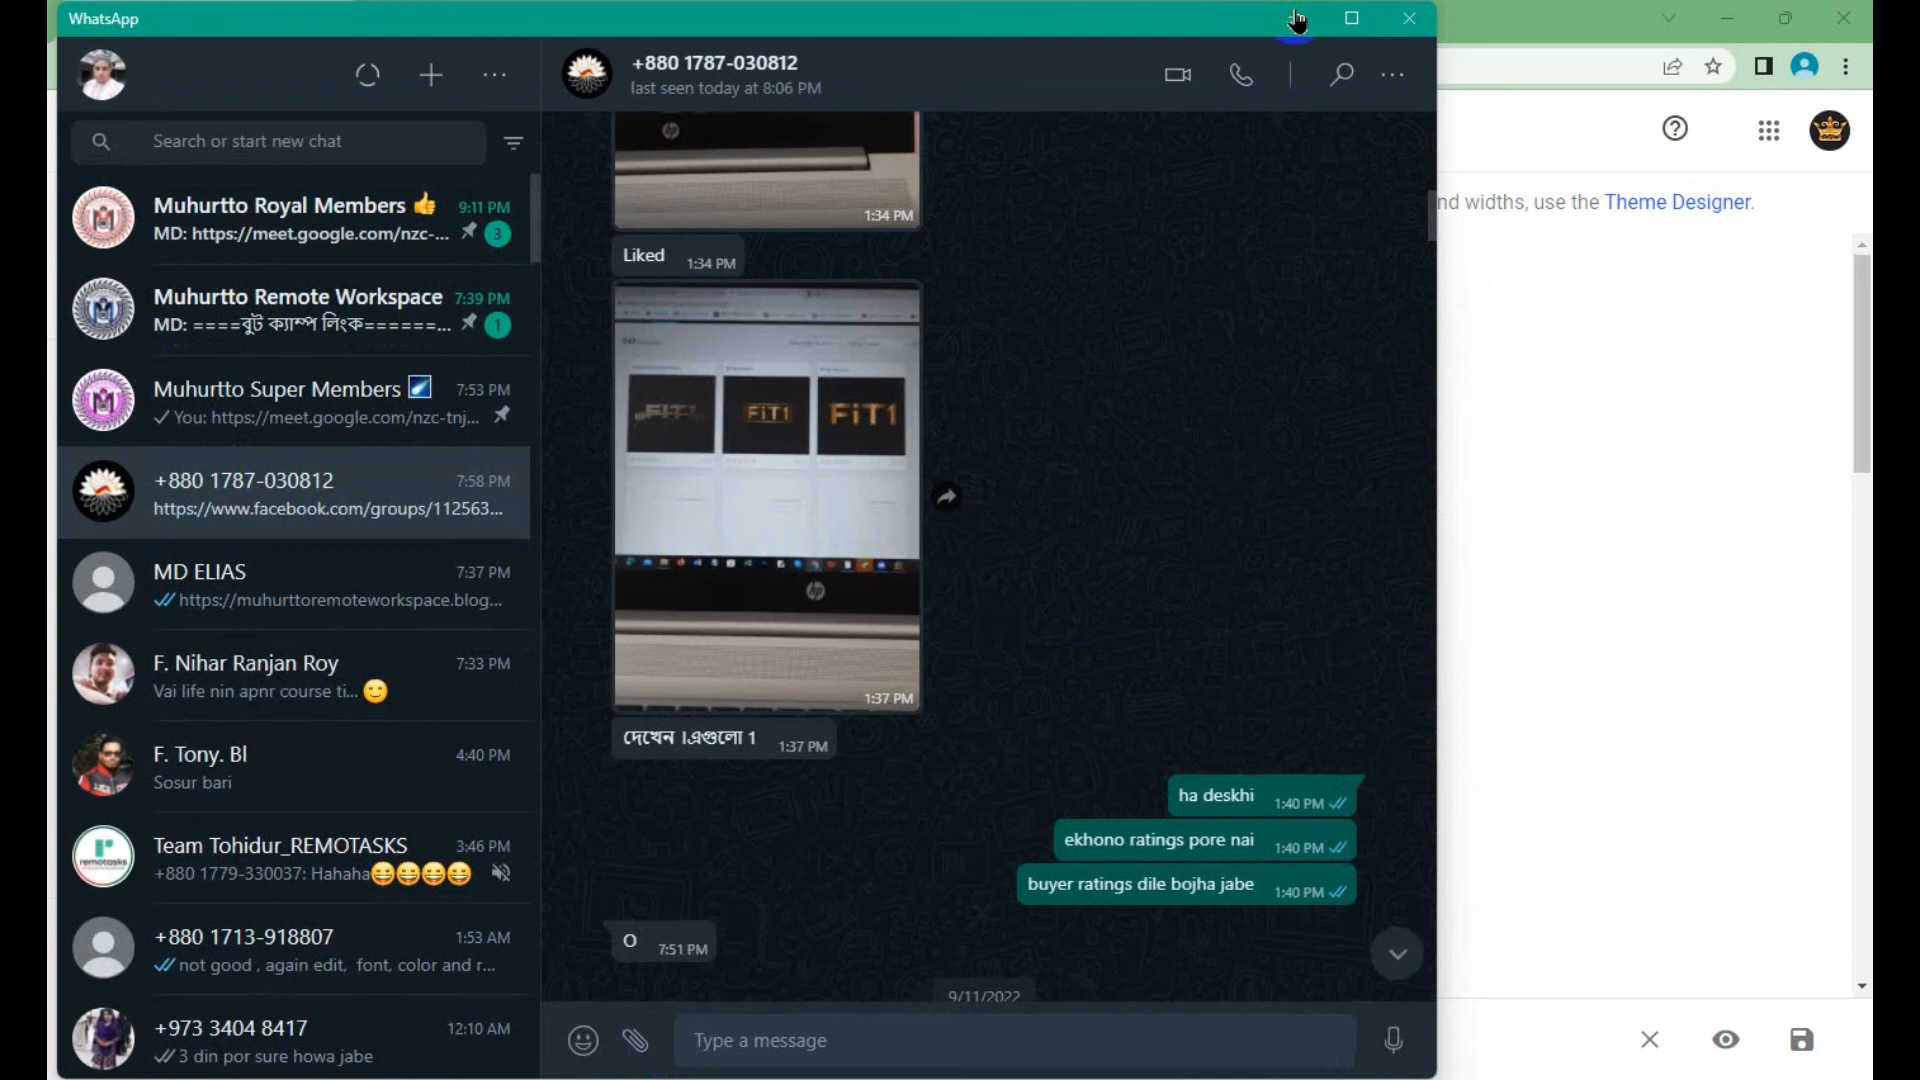 WhatsApp
Search or start new chat
Muhurtto Royal Members 👍 9:11 PM
MD: https://meet.google.com/nzc-... 3
Muhurtto Remote Workspace 7:39 PM
MD: ====বুট ক্যাম্প লিংক======... 1
Muhurtto Super Members 7:53 PM
You: https://meet.google.com/nzc-tnj...
+880 1787-030812 7:58 PM
https://www.facebook.com/groups/112563...
MD ELIAS 7:37 PM
https://muhurttoremoteworkspace.blog...
F. Nihar Ranjan Roy 7:33 PM
Vai life nin apnr course ti... 😊
F. Tony. Bl 4:40 PM
Sosur bari
Team Tohidur_REMOTASKS 3:46 PM
+880 1779-330037: Hahaha😄😄😄😄
remotasks
+880 1713-918807 1:53 AM
not good , again edit, font, color and r...
+973 3404 8417 12:10 AM
3 din por sure howa jabe
+880 1787-030812
last seen today at 8:06 PM
hp
1:34 PM
Liked 1:34 PM
FiT1 FiT1
hp
1:37 PM
দেখেন ।এগুলো 1 1:37 PM
ha deskhi 1:40 PM
ekhono ratings pore nai 1:40 PM
buyer ratings dile bojha jabe 1:40 PM
O 7:51 PM
9/11/2022
Type a message
nd widths, use the Theme Designer.